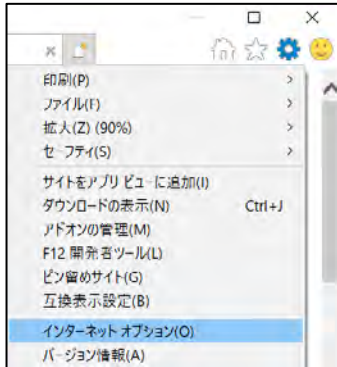 印刷(P)
ファイル(F)
拡大(Z) (90%)
セーフティ(S)
サイトをアプリ ビューに追加(I)
ダウンロードの表示(N) Ctrl+J
アドオンの管理(M)
F12 開発者ツール(L)
ピン留めサイト(G)
互換表示設定(B)
インターネット オプション(O)
バージョン情報(A)